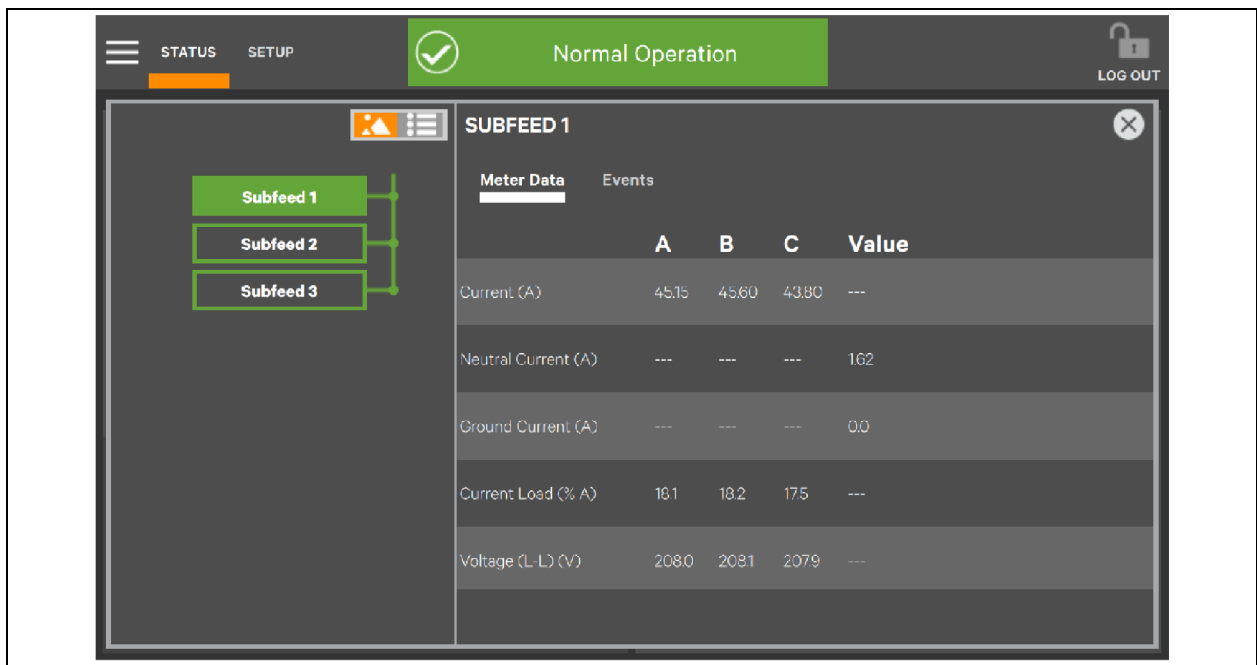 STATUS SETUP Normal Operation
LOG OUT
SUBFEED 1
Meter Data Events
Subfeed 1
Subfeed 2
Subfeed 3
A B C Value
Current (A) 45.15 45.60 43.80 ---
Neutral Current (A) --- --- --- 1.62
Ground Current (A) --- --- --- 0.0
Current Load (% A) 18.1 18.2 17.5 ---
Voltage (L-L) (V) 208.0 208.1 207.9 ---